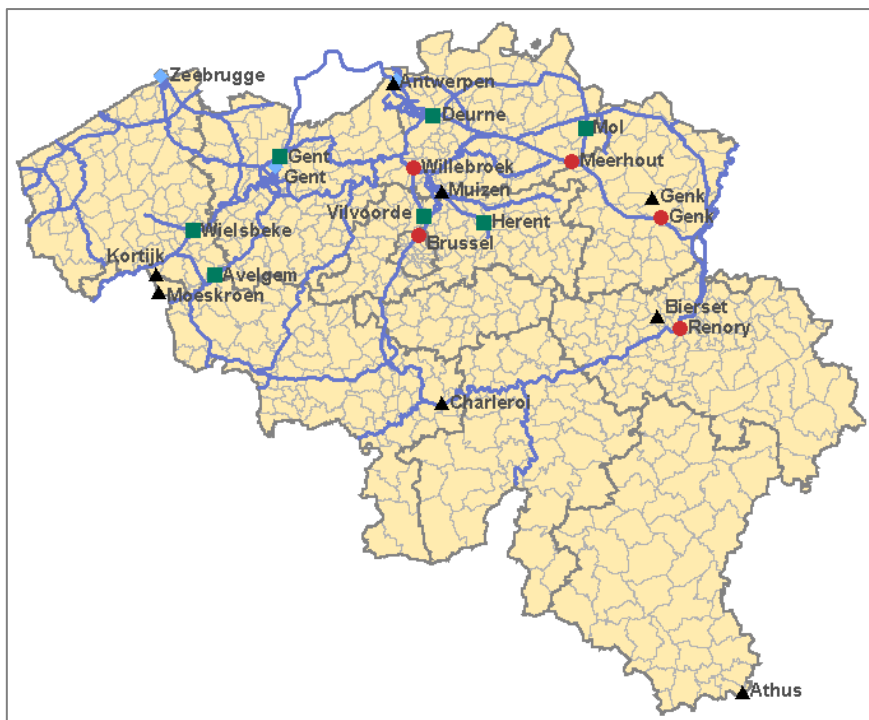 Zeebrugge
Antwerpen
Deurne
Mol
Gent
Gent
Willebroek
Meerhout
Muizen
Genk
Genk
Vilvoorde
Herent
Wielsbeke
Brussel
Kortijk
Avelgem
Moeskroen
Bierset
Renory
Charleroi
Athus